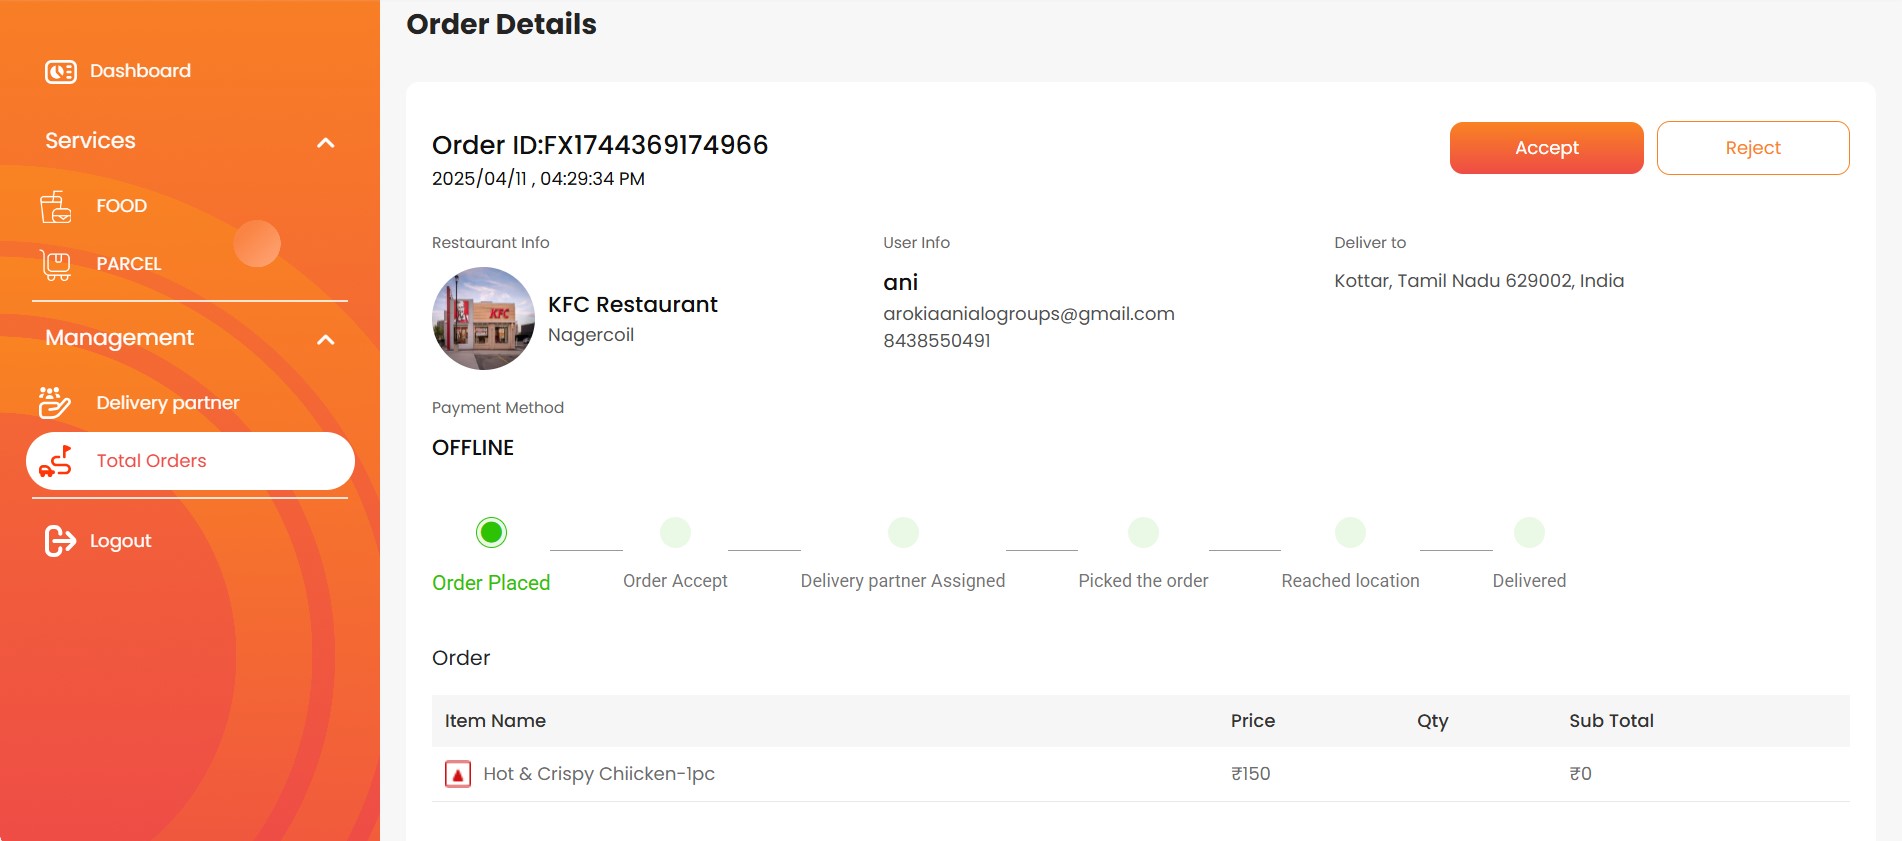 Order Details
Dashboard
Services
FOOD
PARCEL
Management
Delivery partner
Total Orders
Logout
Order ID:FX1744369174966
2025/04/11 , 04:29:34 PM
Accept
Reject
Restaurant Info
KFC
KFC Restaurant
Nagercoil
User Info
ani
arokiaanialogroups@gmail.com
8438550491
Deliver to
Kottar, Tamil Nadu 629002, India
Payment Method
OFFLINE
Order Placed
Order Accept
Delivery partner Assigned
Picked the order
Reached location
Delivered
Order
Item Name Price Qty Sub Total
Hot & Crispy Chiicken-1pc ₹150 ₹0